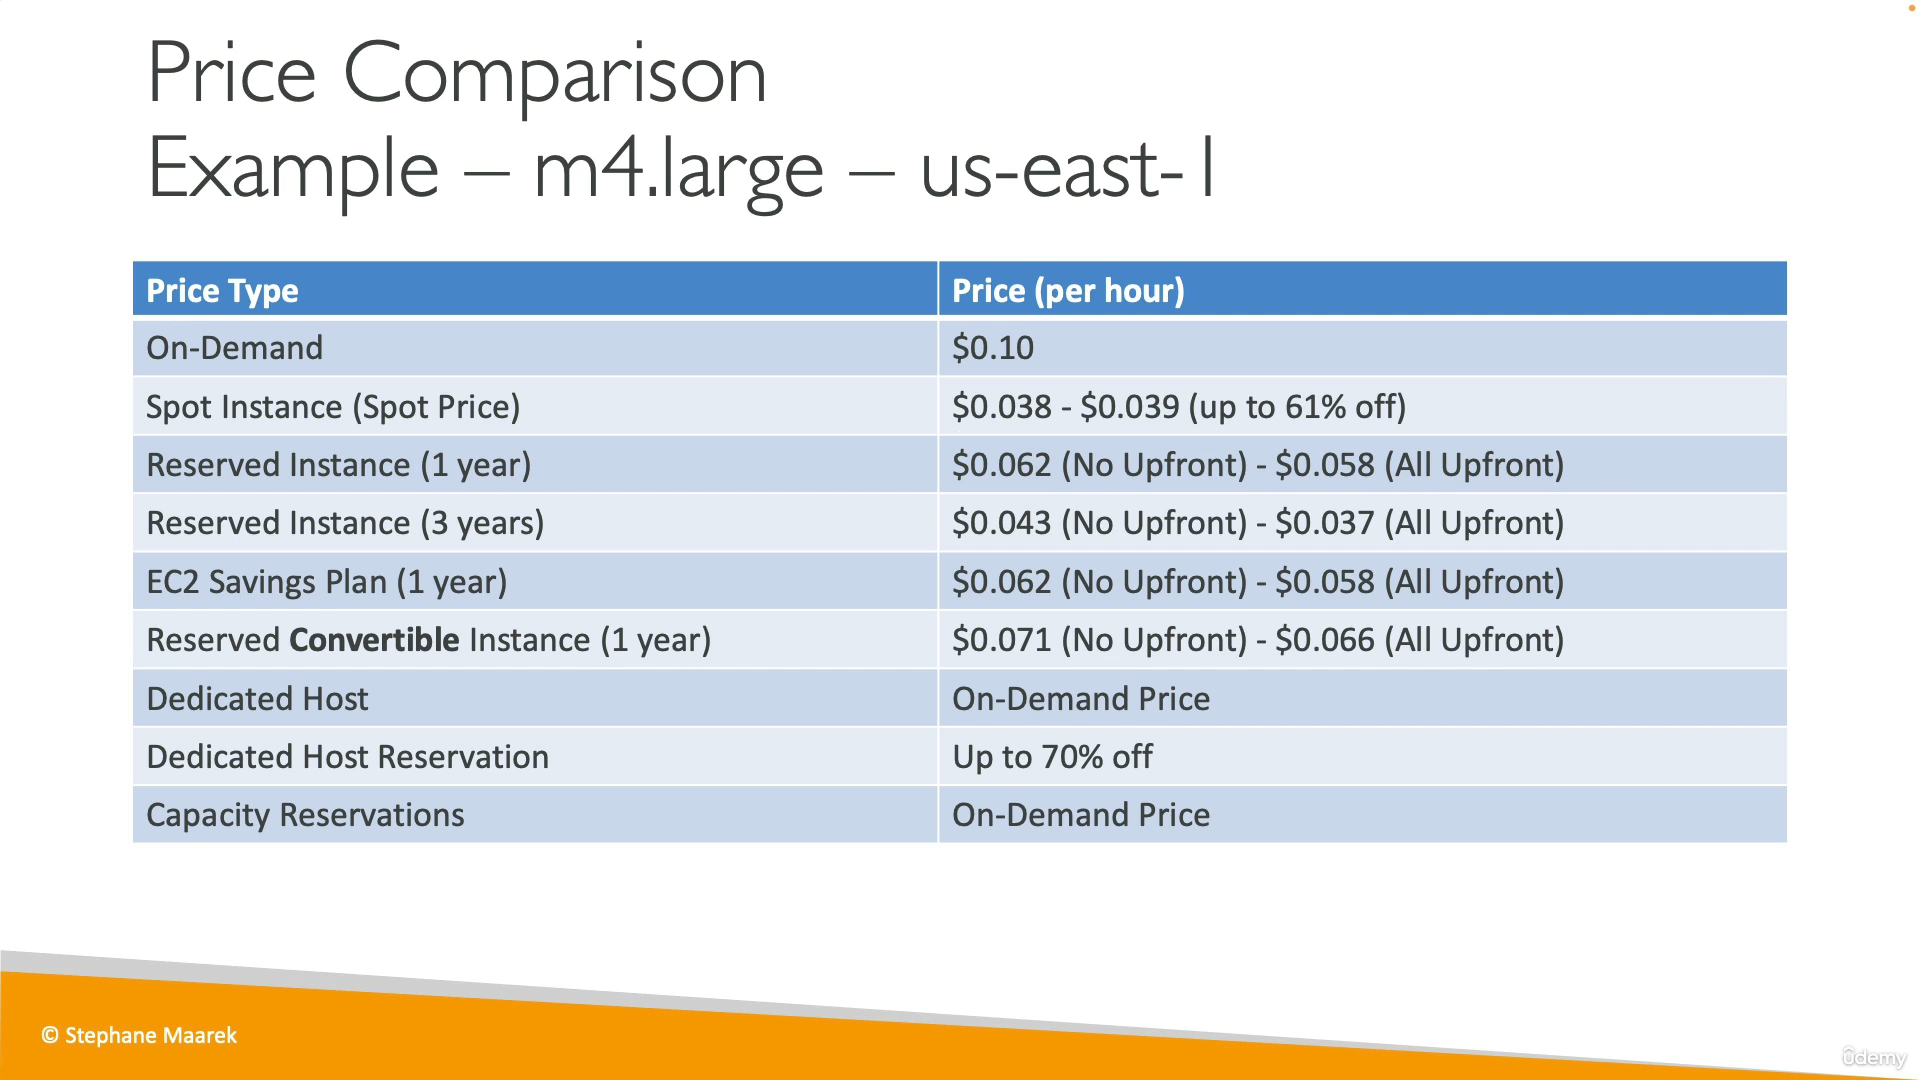 Price Comparison
Example – m4.large – us-east-1
Price Type Price (per hour)
On-Demand $0.10
Spot Instance (Spot Price) $0.038 - $0.039 (up to 61% off)
Reserved Instance (1 year) $0.062 (No Upfront) - $0.058 (All Upfront)
Reserved Instance (3 years) $0.043 (No Upfront) - $0.037 (All Upfront)
EC2 Savings Plan (1 year) $0.062 (No Upfront) - $0.058 (All Upfront)
Reserved Convertible Instance (1 year) $0.071 (No Upfront) - $0.066 (All Upfront)
Dedicated Host On-Demand Price
Dedicated Host Reservation Up to 70% off
Capacity Reservations On-Demand Price
© Stephane Maarek
ûdemy